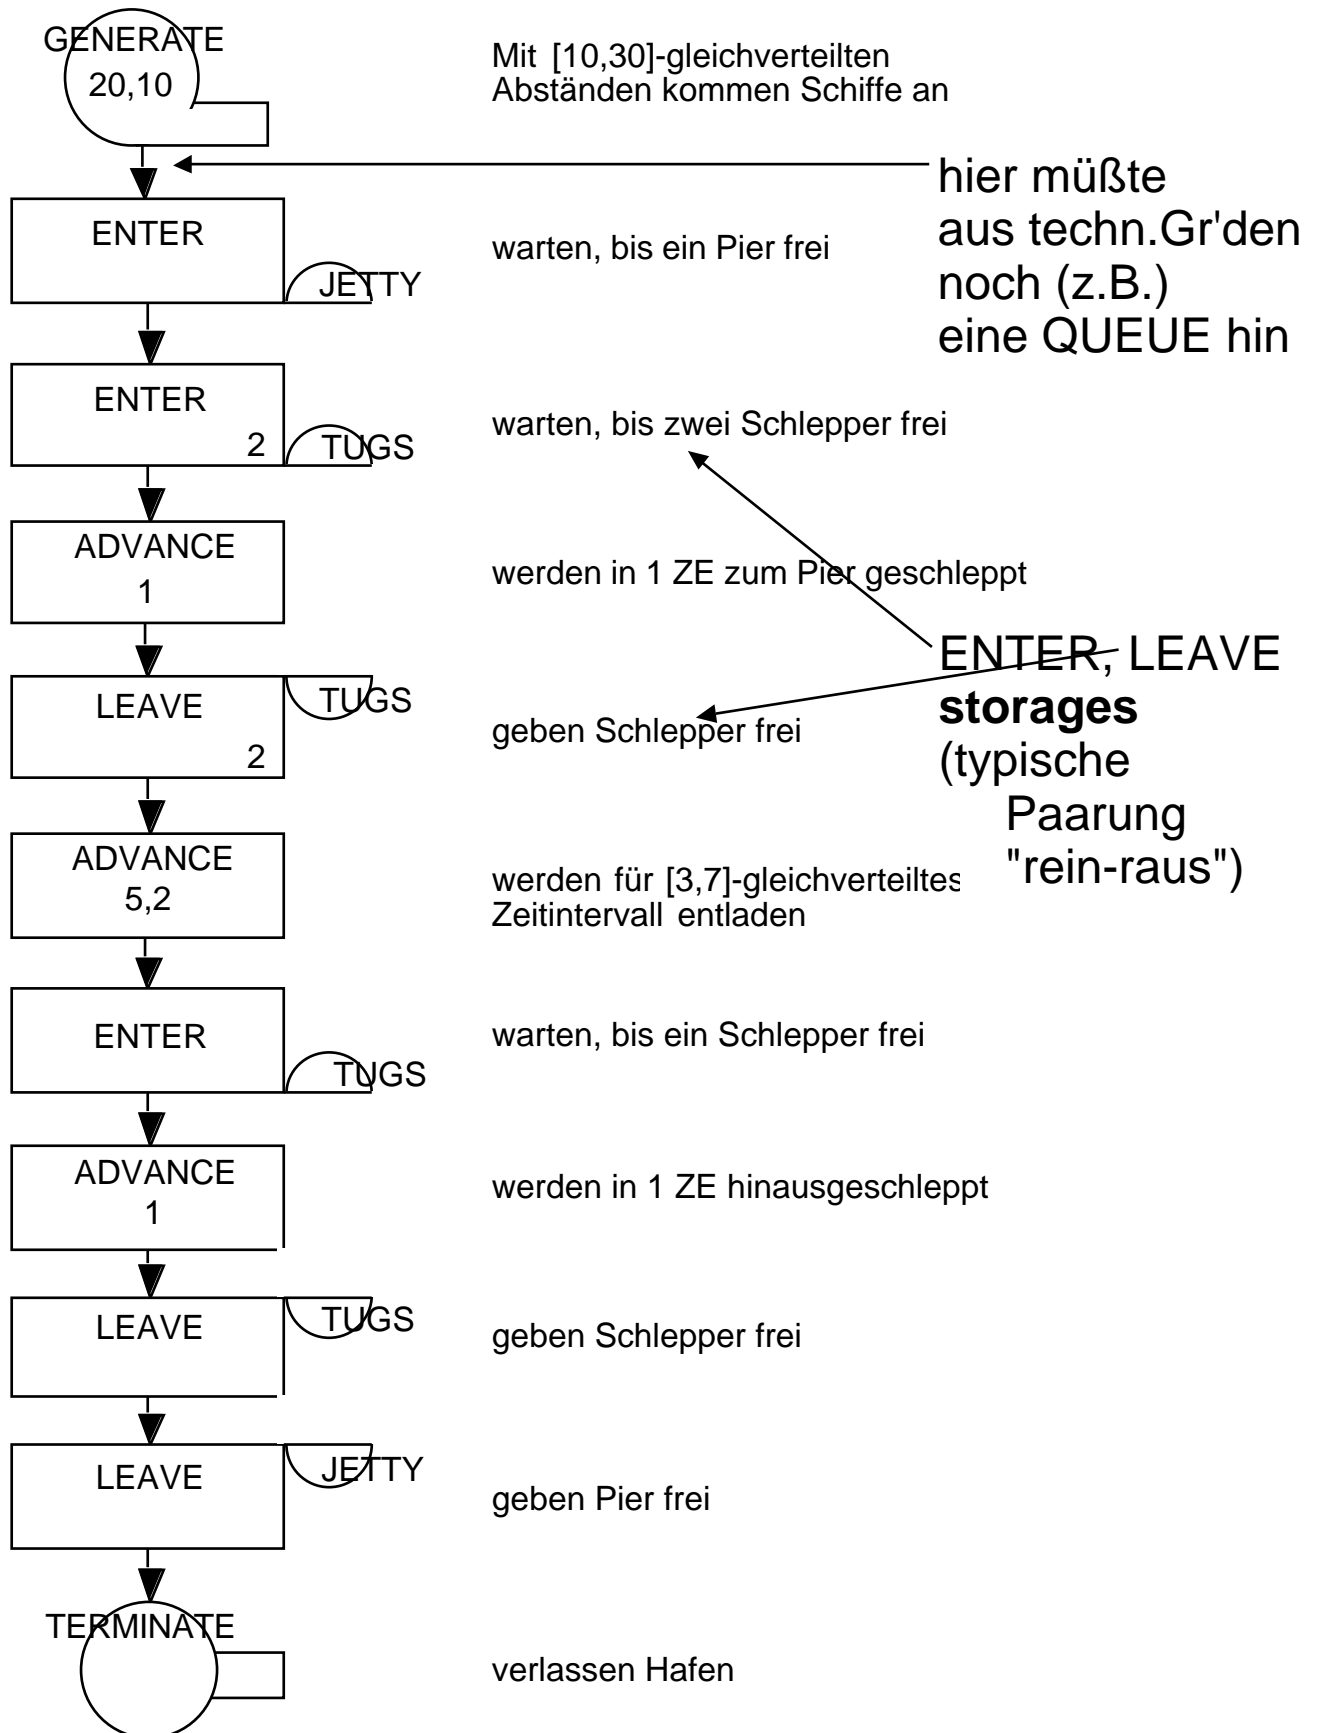 GENERATE
20,10
Mit [10,30]-gleichverteilten
Abständen kommen Schiffe an
hier müßte
aus techn.Gr'den
noch (z.B.)
eine QUEUE hin
ENTER
JETTY
warten, bis ein Pier frei
ENTER
2
TUGS
warten, bis zwei Schlepper frei
ADVANCE
1
werden in 1 ZE zum Pier geschleppt
ENTER, LEAVE
storages
(typische
Paarung
"rein-raus")
LEAVE
2
TUGS
geben Schlepper frei
ADVANCE
5,2
werden für [3,7]-gleichverteiltes
Zeitintervall entladen
ENTER
TUGS
warten, bis ein Schlepper frei
ADVANCE
1
werden in 1 ZE hinausgeschleppt
LEAVE
TUGS
geben Schlepper frei
LEAVE
JETTY
geben Pier frei
TERMINATE
verlassen Hafen